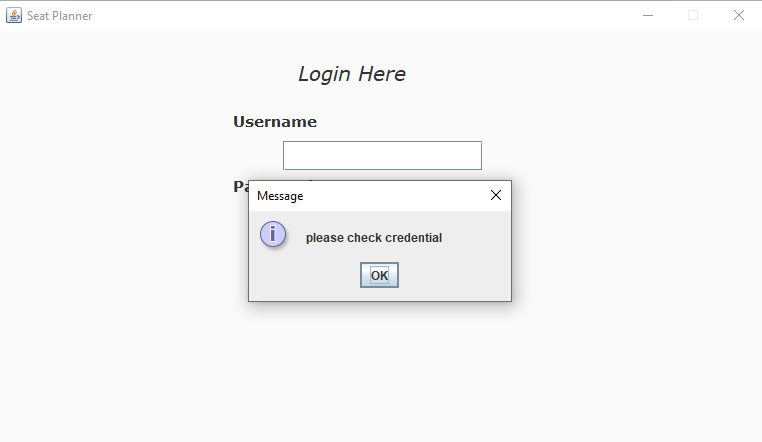 Seat Planner
Login Here
Username
Message
please check credential
OK